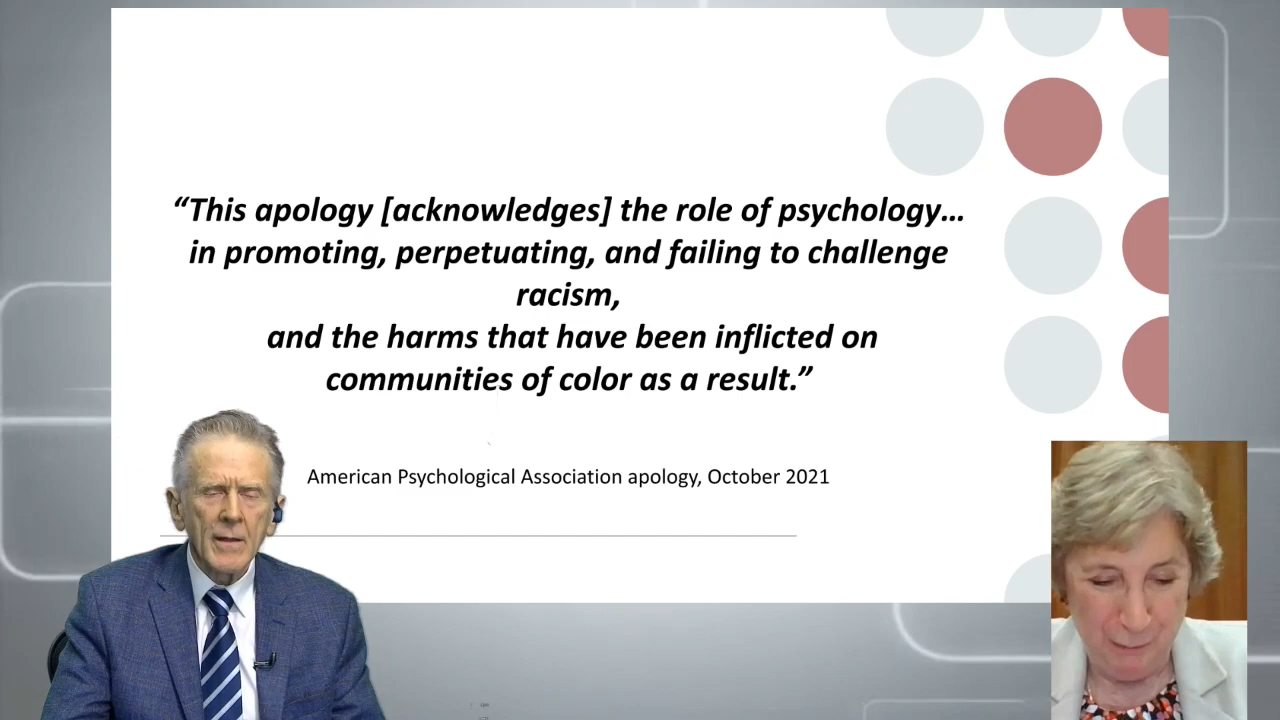 “This apology [acknowledges] the role of psychology…
in promoting, perpetuating, and failing to challenge
racism,
and the harms that have been inflicted on
communities of color as a result.”
American Psychological Association apology, October 2021